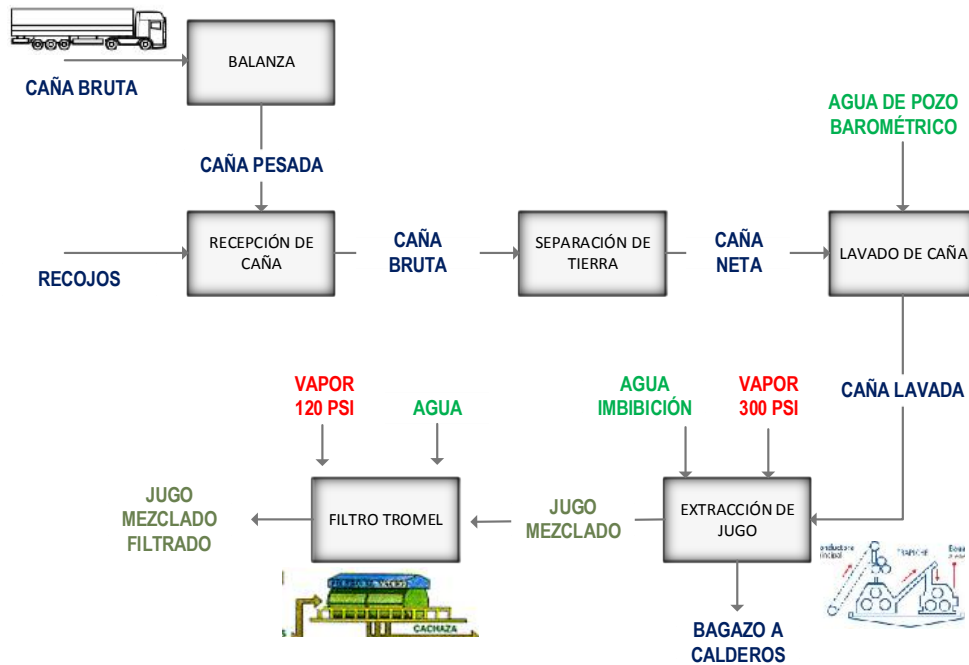 BALANZA
CAÑA BRUTA
AGUA DE POZO
BAROMÉTRICO
CAÑA PESADA
RECEPCIÓN DE
CAÑA
CAÑA
BRUTA
SEPARACIÓN DE
TIERRA
CAÑA
NETA
LAVADO DE CAÑA
RECOJOS
VAPOR
120 PSI
AGUA
AGUA
IMBIBICIÓN
VAPOR
300 PSI
CAÑA LAVADA
JUGO
MEZCLADO
FILTRADO
FILTRO TROMEL
JUGO
MEZCLADO
EXTRACCIÓN DE
JUGO
TRAPICHE
CACHAZA
BAGAZO A
CALDEROS